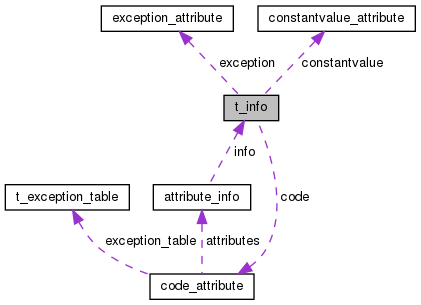 exception_attribute
constantvalue_attribute
exception
constantvalue
t_info
info
t_exception_table
attribute_info
code
exception_table
attributes
code_attribute